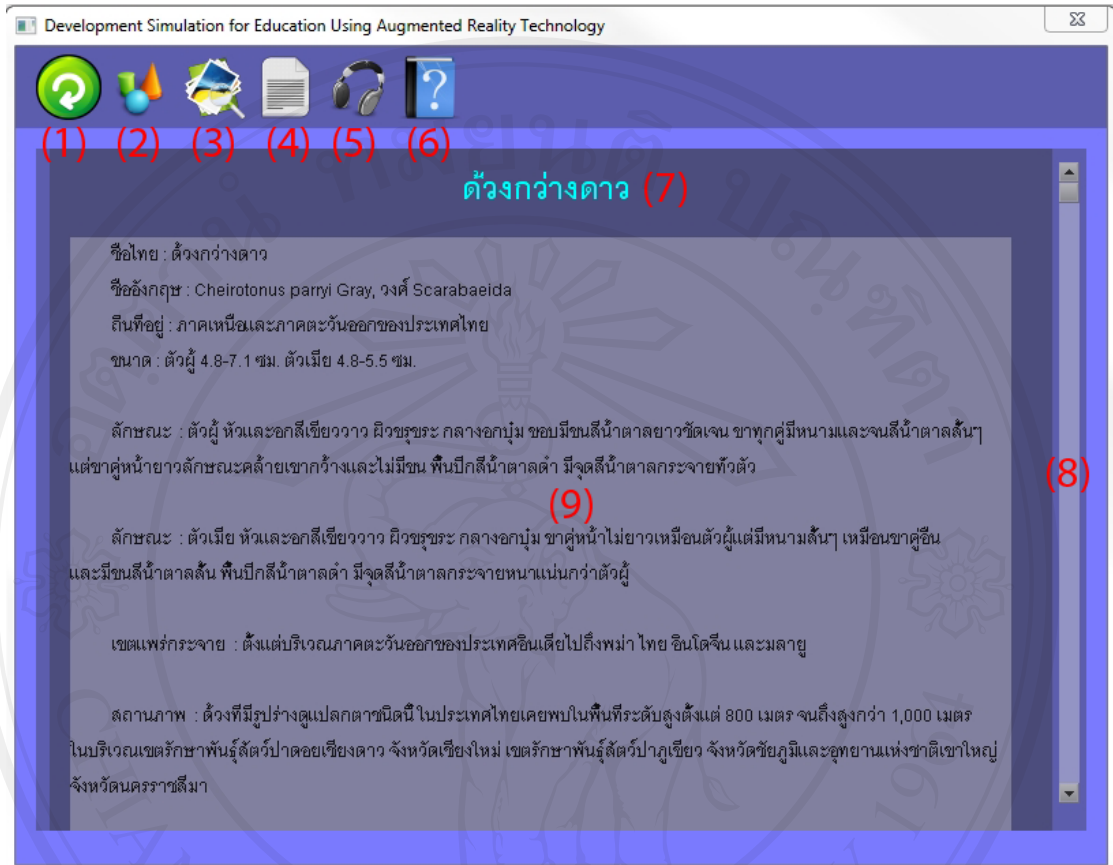 Development Simulation for Education Using Augmented Reality Technology
(1) (2) (3) (4) (5) (6)
ด้วงกว่างดาว (7)
ชื่อไทย : ด้วงกว่างดาว
ชื่ออังกฤษ : Cheirotonus parryi Gray, วงศ์ Scarabaeida
ถิ่นที่อยู่ : ภาคเหนือและภาคตะวันออกของประเทศไทย
ขนาด : ตัวผู้ 4.8-7.1 ซม. ตัวเมีย 4.8-5.5 ซม.
ลักษณะ : ตัวผู้ หัวและอกสีเขียววาว ผิวขรุขระ กลางอกบุ๋ม ขอบมีขนสีน้ำตาลยาวชัดเจน ขาทุกคู่มีหนามและจนสีน้ำตาลสั้นๆ
แต่ขาคู่หน้ายาวลักษณะคล้ายเขากว้างและไม่มีขน พื้นปีกสีน้ำตาลดำ มีจุดสีน้ำตาลกระจายทั่วตัว
(8)
(9)
ลักษณะ : ตัวเมีย หัวและอกสีเขียววาว ผิวขรุขระ กลางอกบุ๋ม ขาคู่หน้าไม่ยาวเหมือนตัวผู้แต่มีหนามสั้นๆ เหมือนขาคู่อื่น
และมีขนสีน้ำตาลสั้น พื้นปีกสีน้ำตาลดำ มีจุดสีน้ำตาลกระจายหนาแน่นกว่าตัวผู้
เขตแพร่กระจาย : ตั้งแต่บริเวณภาคตะวันออกของประเทศอินเดียไปถึงพม่า ไทย อินโดจีน และมลายู
สถานภาพ : ด้วงที่มีรูปร่างดูแปลกตาชนิดนี้ ในประเทศไทยเคยพบในพื้นที่ระดับสูงตั้งแต่ 800 เมตร จนถึงสูงกว่า 1,000 เมตร
ในบริเวณเขตรักษาพันธุ์สัตว์ป่าดอยเชียงดาว จังหวัดเชียงใหม่ เขตรักษาพันธุ์สัตว์ป่าภูเขียว จังหวัดชัยภูมิและอุทยานแห่งชาติเขาใหญ่
จังหวัดนครราชสีมา